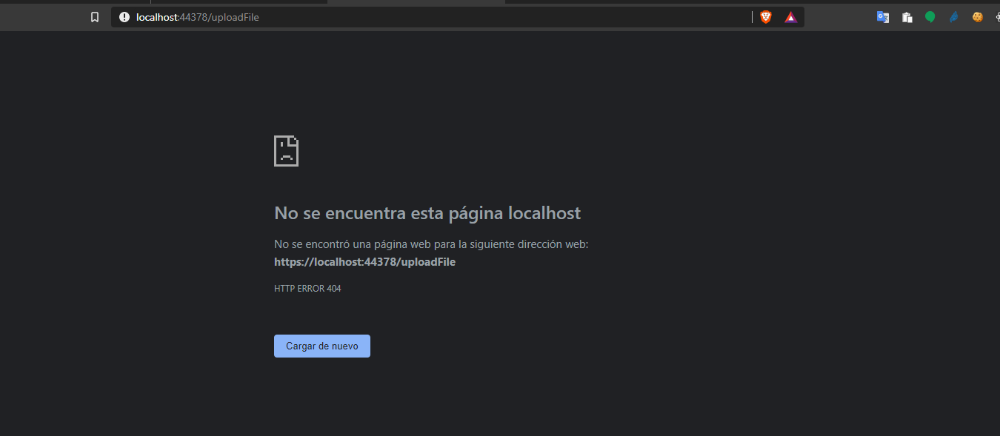 localhost:44378/uploadFile
No se encuentra esta página localhost
No se encontró una página web para la siguiente dirección web:
https://localhost:44378/uploadFile
HTTP ERROR 404
Cargar de nuevo